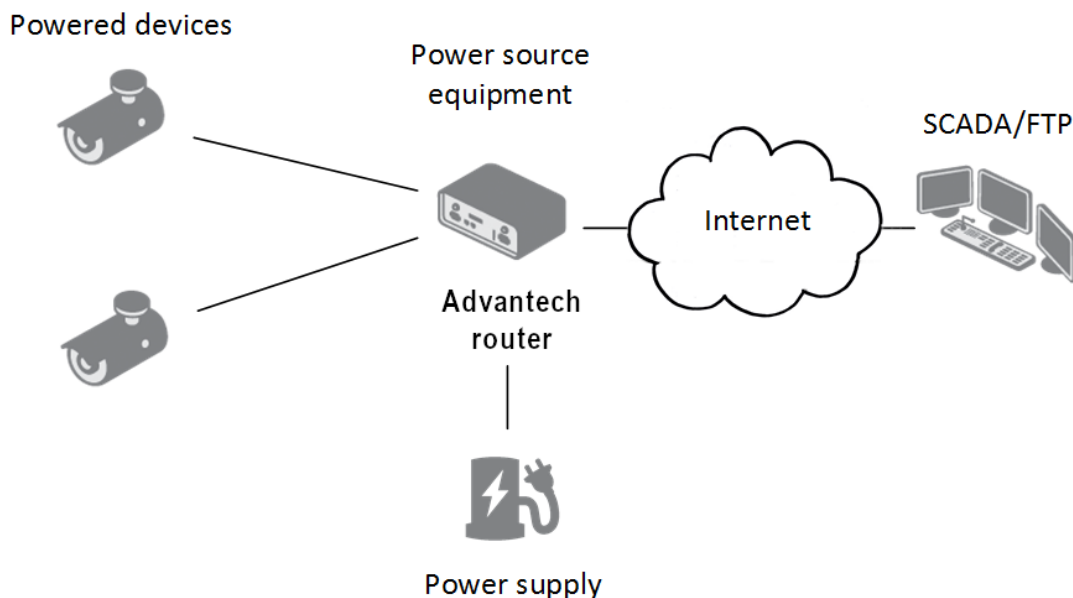 Powered devices
Power source
equipment
SCADA/FTP
Internet
Advantech
router
Power supply